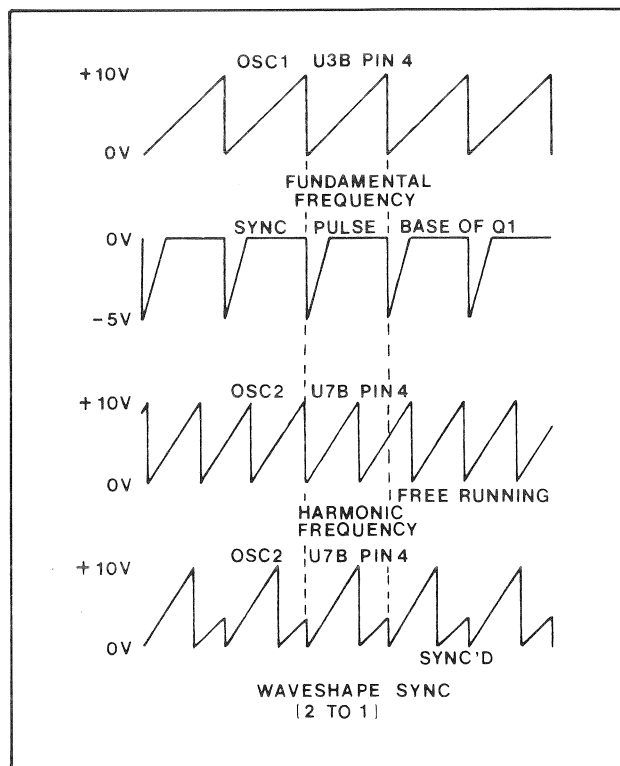 OSC1 U3B PIN 4
+10V
0V
FUNDAMENTAL
FREQUENCY
0V
SYNC PULSE BASE OF Q1
-5V
+10V
OSC2 U7B PIN 4
0V
FREE RUNNING
HARMONIC
FREQUENCY
OSC2 U7B PIN 4
+10V
0V
SYNC'D
WAVESHAPE SYNC
[2 TO 1]